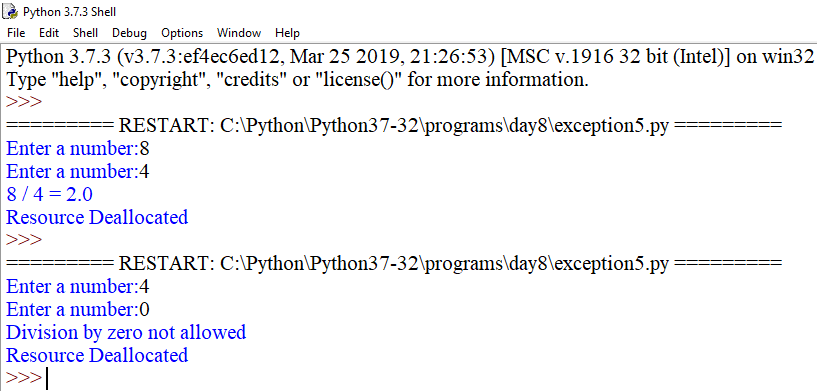 Python 3.7.3 Shell
File Edit Shell Debug Options Window Help
Python 3.7.3 (v3.7.3:ef4ec6ed12, Mar 25 2019, 21:26:53) [MSC v.1916 32 bit (Intel)] on win32
Type "help", "copyright", "credits" or "license()" for more information.
>>>
========= RESTART: C:\Python\Python37-32\programs\day8\exception5.py =========
Enter a number:8
Enter a number:4
8 / 4 = 2.0
Resource Deallocated
>>>
========= RESTART: C:\Python\Python37-32\programs\day8\exception5.py =========
Enter a number:4
Enter a number:0
Division by zero not allowed
Resource Deallocated
>>>